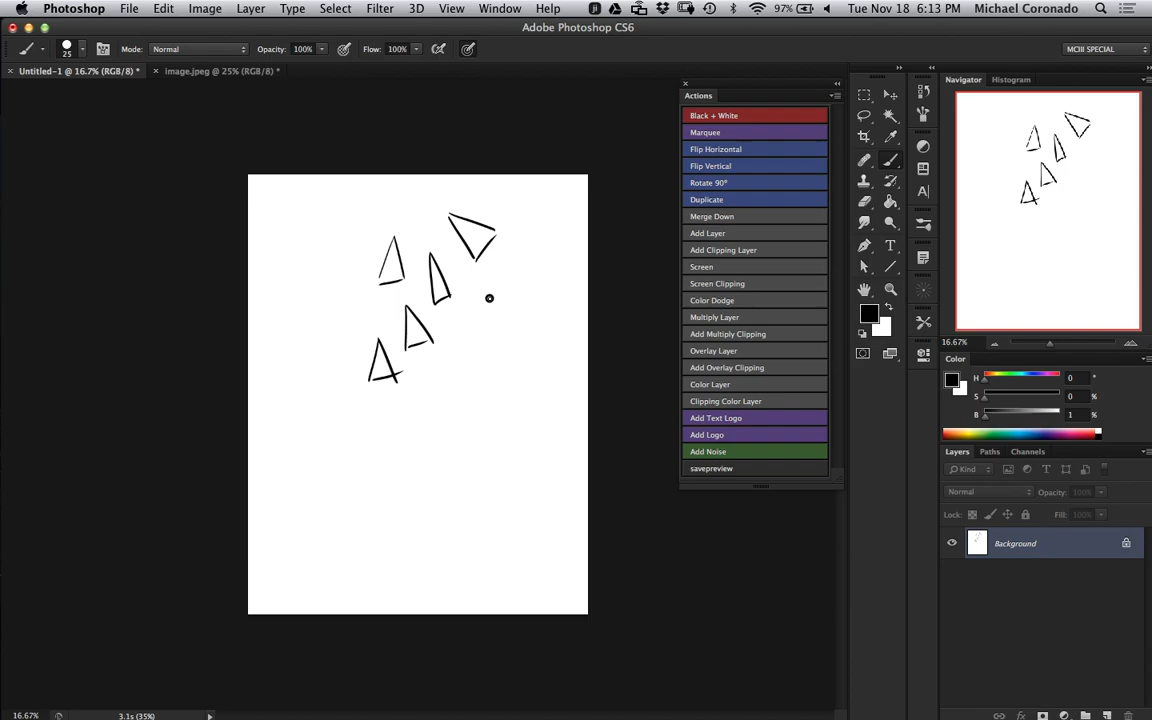 Photoshop File Edit Image Layer Type Select Filter 3D View Window Help 97% Tue Nov 18 6:13 PM Michael Coronado
Adobe Photoshop CS6
25 Mode: Normal Opacity: 100% Flow: 100% MCIII SPECIAL
Untitled-1 @ 16.7% (RGB/8) * image.jpeg @ 25% (RGB/8) *
Actions
Black + White
Marquee
Flip Horizontal
Flip Vertical
Rotate 90º
Duplicate
Merge Down
Add Layer
Add Clipping Layer
Screen
Screen Clipping
Color Dodge
Multiply Layer
Add Multiply Clipping
Overlay Layer
Add Overlay Clipping
Color Layer
Clipping Color Layer
Add Text Logo
Add Logo
Add Noise
savepreview
Navigator Histogram
16.67%
Color
H 0 °
S 0 %
B 1 %
Layers Paths Channels
Kind
Normal Opacity: 100%
Lock: Fill: 100%
Background
16.67% 3.1s (35%)